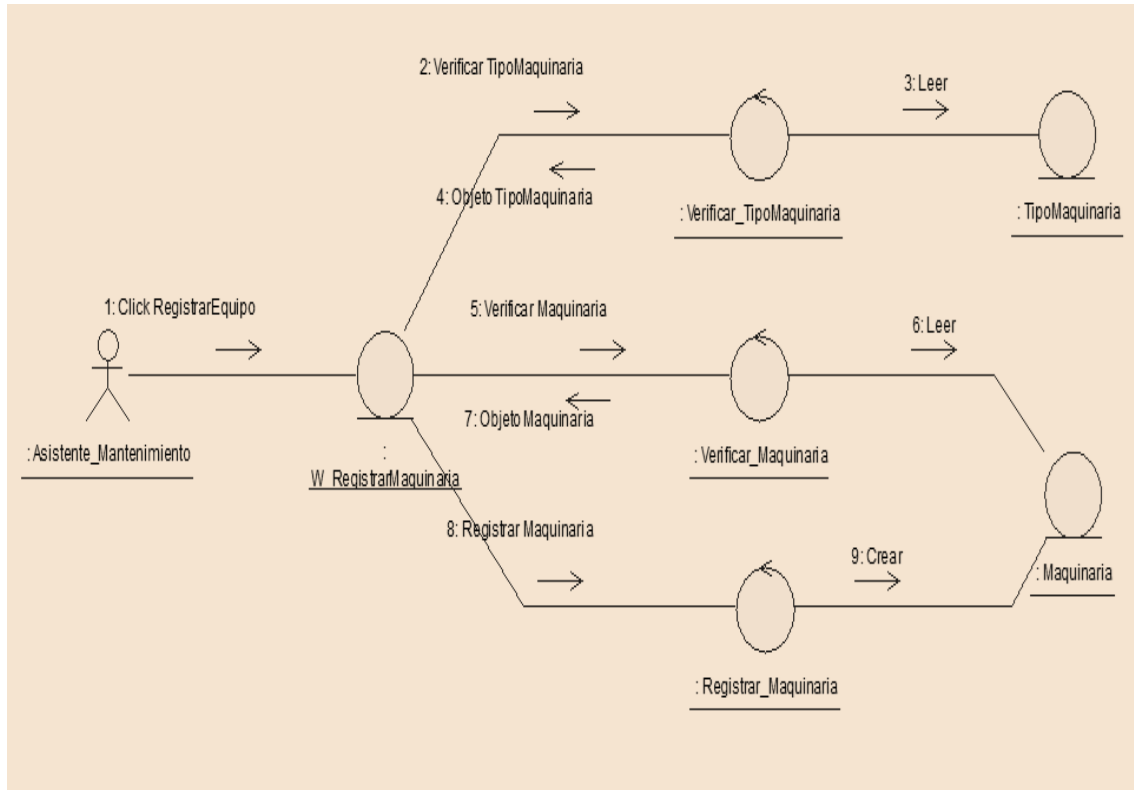 2: Verificar TipoMaquinaria
3: Leer
4: Objeto TipoMaquinaria
: Verificar_TipoMaquinaria
: TipoMaquinaria
1: Click RegistrarEquipo
5: Verificar Maquinaria
6: Leer
7: Objeto Maquinaria
: Asistente_Mantenimiento
:
W_RegistrarMaquinaria
: Verificar_Maquinaria
8: Registrar Maquinaria
9: Crear
: Maquinaria
: Registrar_Maquinaria